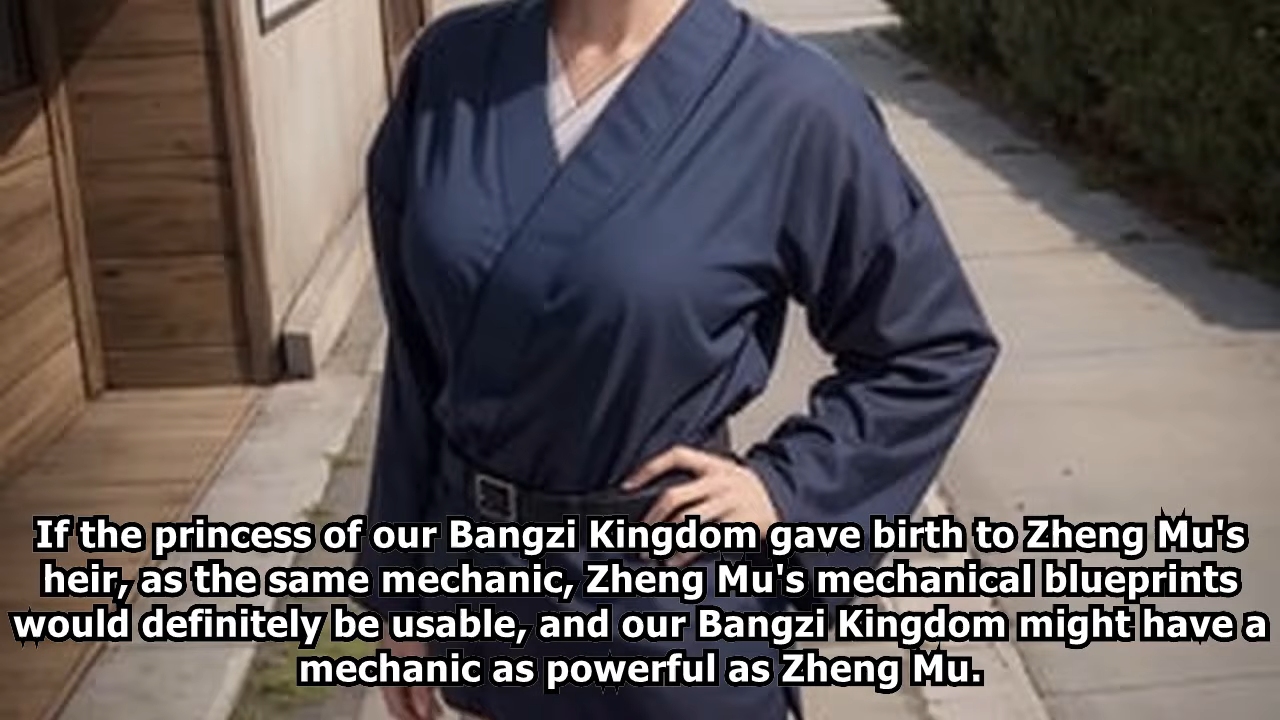 If the princess of our Bangzi Kingdom gave birth to Zheng Mu's
heir, as the same mechanic, Zheng Mu's mechanical blueprints
would definitely be usable, and our Bangzi Kingdom might have a
mechanic as powerful as Zheng Mu.